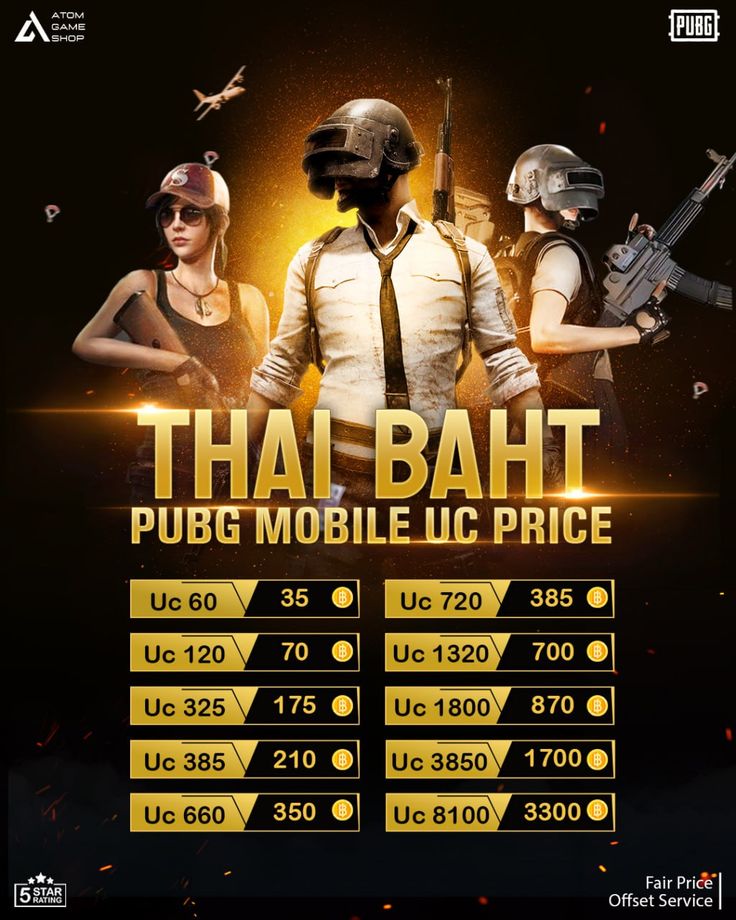 ATOM
GAME
SHOP
PUBG
THAI BAHT
PUBG MOBILE UC PRICE
Uc 60 35
Uc 720 385
Uc 120 70
Uc 1320 700
Uc 325 175
Uc 1800 870
Uc 385 210
Uc 3850 1700
Uc 660 350
Uc 8100 3300
5 STAR
RATING
Fair Price
Offset Service